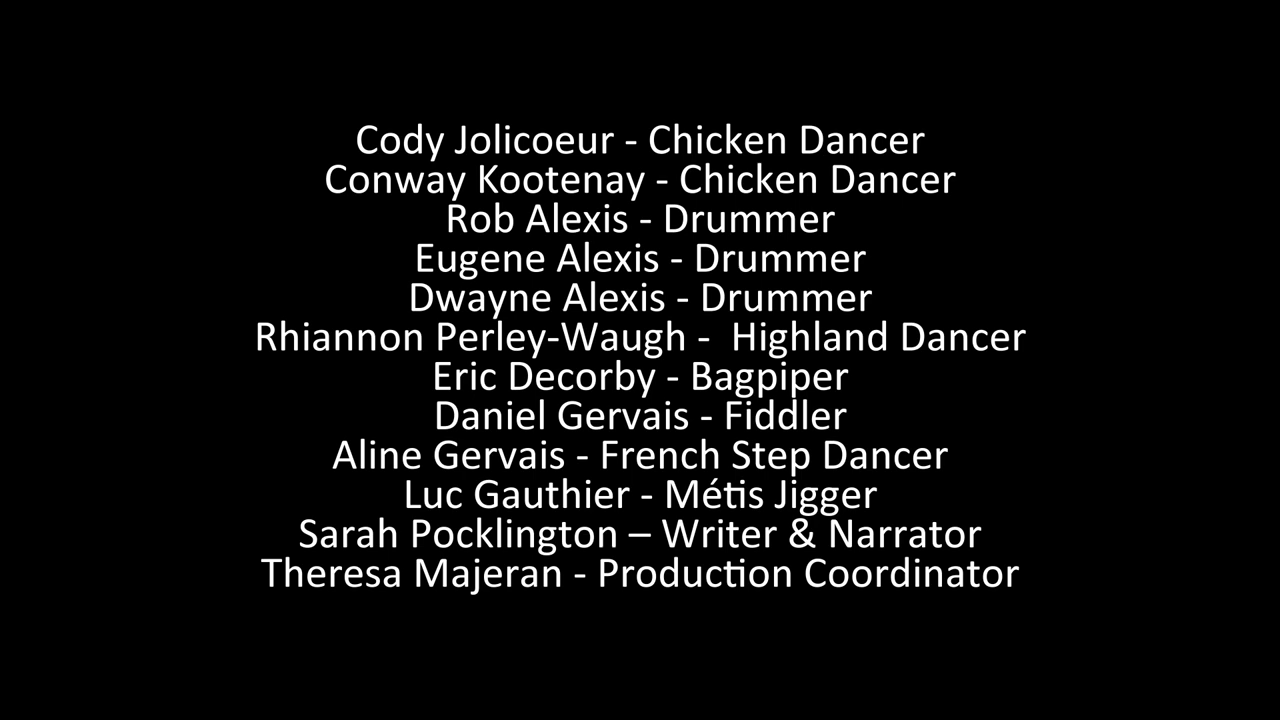 Cody Jolicoeur - Chicken Dancer
Conway Kootenay - Chicken Dancer
Rob Alexis - Drummer
Eugene Alexis - Drummer
Dwayne Alexis - Drummer
Rhiannon Perley-Waugh -  Highland Dancer
Eric Decorby - Bagpiper
Daniel Gervais - Fiddler
Aline Gervais - French Step Dancer
Luc Gauthier - Métis Jigger
Sarah Pocklington – Writer & Narrator
Theresa Majeran - Production Coordinator